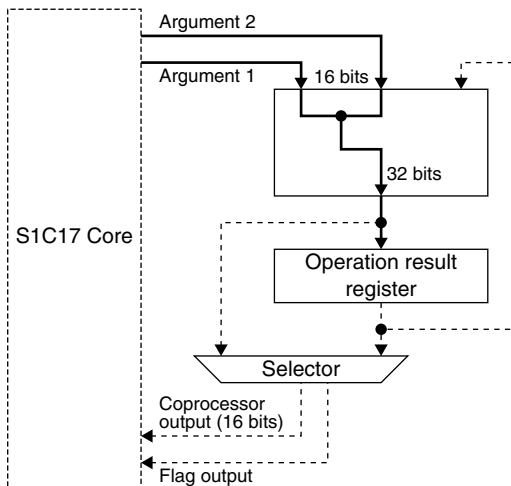 Argument 2
Argument 1
16 bits
32 bits
S1C17 Core
Operation result
register
Selector
Coprocessor
output (16 bits)
Flag output